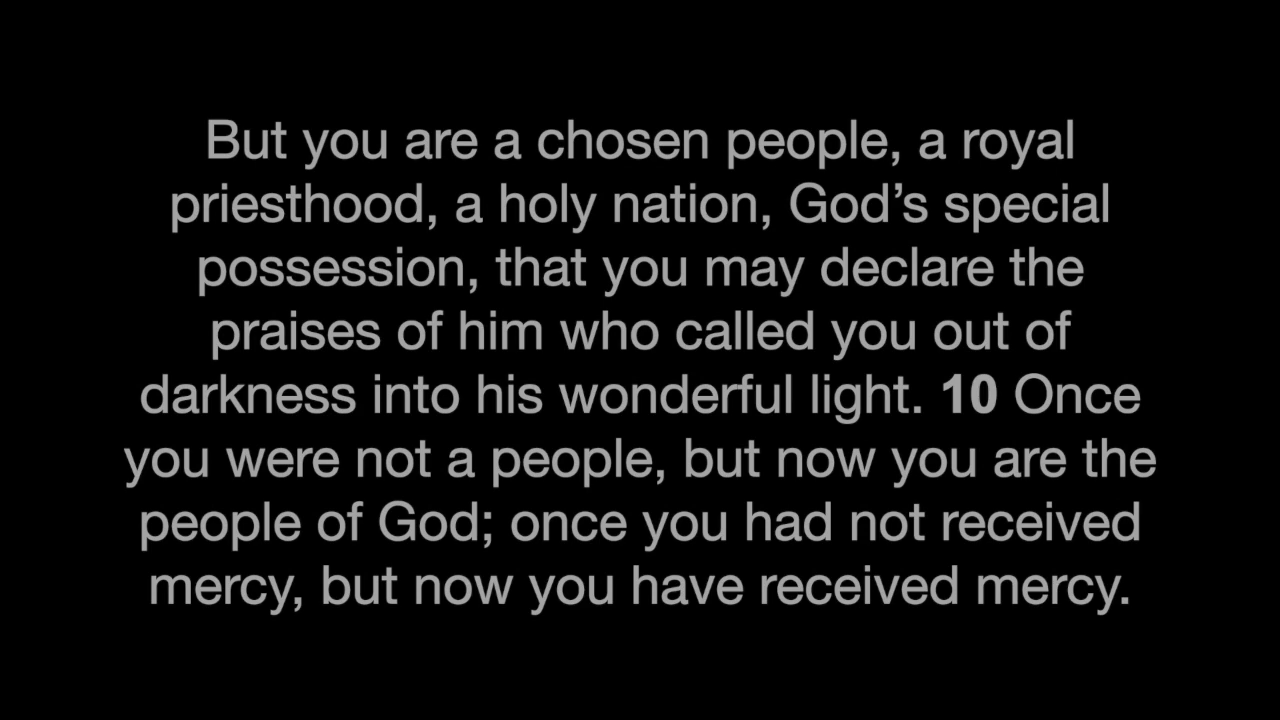 But you are a chosen people, a royal
priesthood, a holy nation, God’s special
possession, that you may declare the
praises of him who called you out of
darkness into his wonderful light. 10 Once
you were not a people, but now you are the
people of God; once you had not received
mercy, but now you have received mercy.